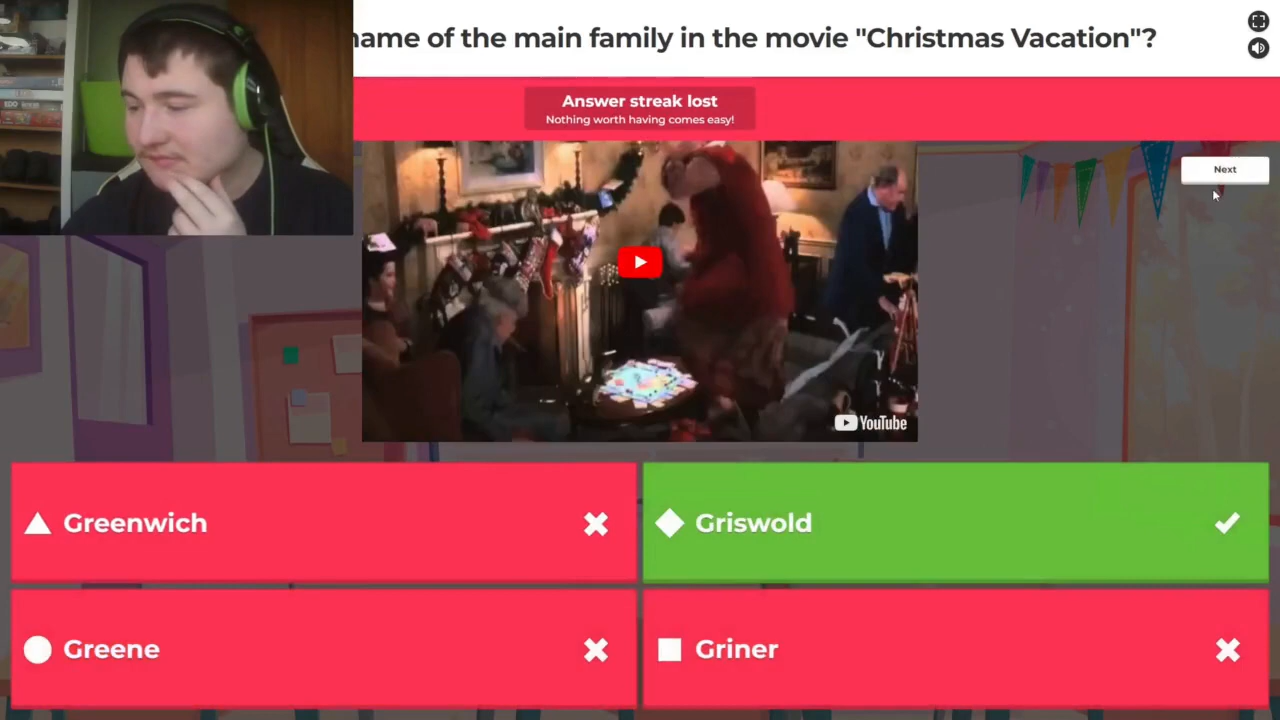 name of the main family in the movie "Christmas Vacation"?
Answer streak lost
Nothing worth having comes easy!
Next
YouTube
Greenwich
Griswold
Greene
Griner